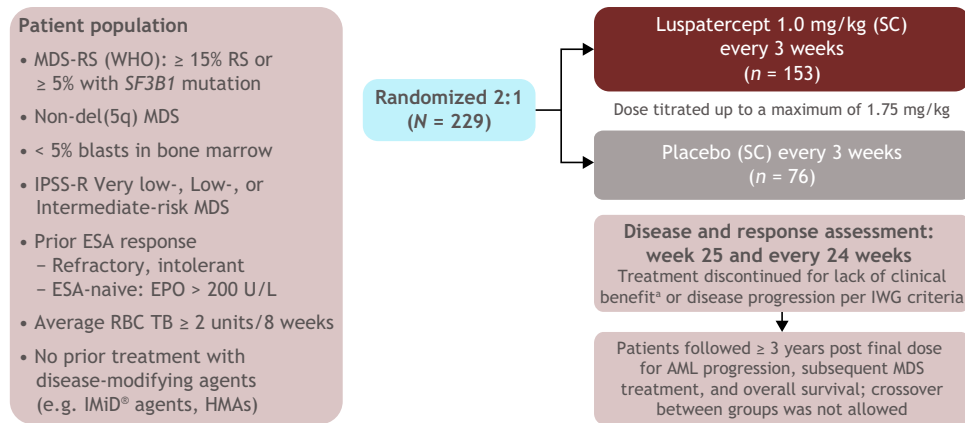 Patient population
• MDS-RS (WHO): ≥ 15% RS or
≥ 5% with SF3B1 mutation
• Non-del(5q) MDS
• < 5% blasts in bone marrow
• IPSS-R Very low-, Low-, or
Intermediate-risk MDS
• Prior ESA response
– Refractory, intolerant
– ESA-naive: EPO > 200 U/L
• Average RBC TB ≥ 2 units/8 weeks
• No prior treatment with
disease-modifying agents
(e.g. IMiD® agents, HMAs)
Randomized 2:1
(N = 229)
Luspatercept 1.0 mg/kg (SC)
every 3 weeks
(n = 153)
Dose titrated up to a maximum of 1.75 mg/kg
Placebo (SC) every 3 weeks
(n = 76)
Disease and response assessment:
week 25 and every 24 weeks
Treatment discontinued for lack of clinical
benefitᵃ or disease progression per IWG criteria
Patients followed ≥ 3 years post final dose
for AML progression, subsequent MDS
treatment, and overall survival; crossover
between groups was not allowed